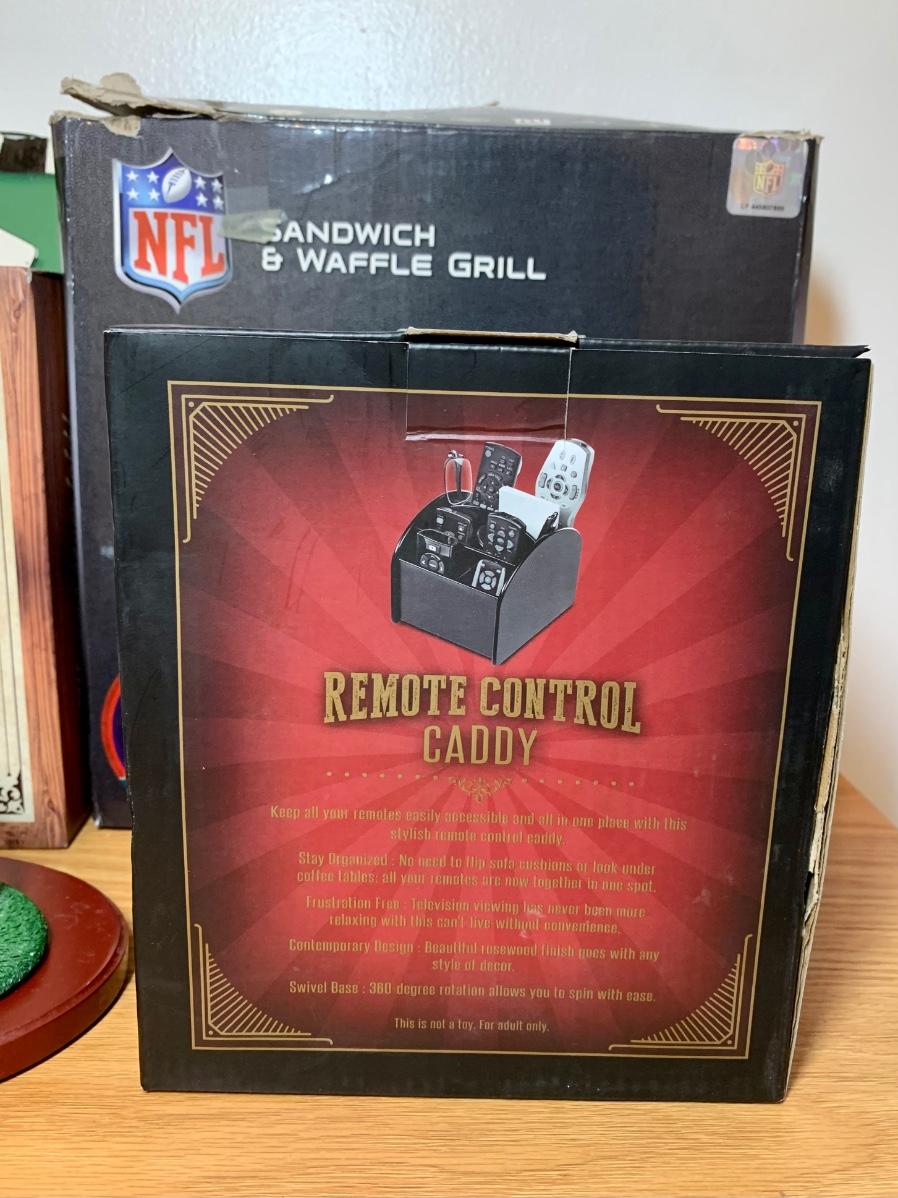 NFL
SANDWICH
& WAFFLE GRILL
NFL
REMOTE CONTROL
CADDY
Keep all your remotes easily accessible and all in one place with this
stylish remote control caddy.
Stay Organized : No need to flip sofa cushions or look under
coffee tables; all your remotes are now together in one spot.
Frustration Free : Television viewing has never been more
relaxing with this can't live without convenience.
Contemporary Design : Beautful rosewood finish goes with any
style of decor.
Swivel Base : 360 degree rotation allows you to spin with ease.
This is not a toy. For adult only.